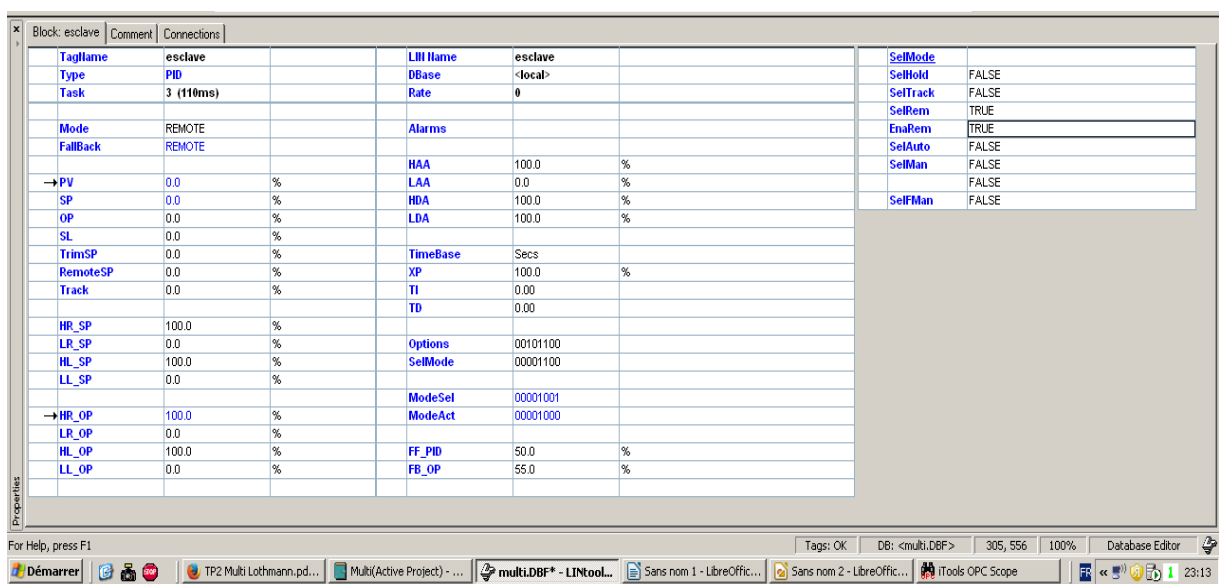 Block: esclave Comment Connections
TagName esclave LIN Name esclave SelMode
Type PID DBase <local> SelHold FALSE
Task 3 (110ms) Rate 0 SelTrack FALSE
SelRem TRUE
Mode REMOTE Alarms EnaRem TRUE
FallBack REMOTE SelAuto FALSE
HAA 100.0 % SelMan FALSE
→PV 0.0 % LAA 0.0 % FALSE
SP 0.0 % HDA 100.0 % SelFMan FALSE
OP 0.0 % LDA 100.0 %
SL 0.0 %
TrimSP 0.0 % TimeBase Secs
RemoteSP 0.0 % XP 100.0 %
Track 0.0 % TI 0.00
TD 0.00
HR_SP 100.0 %
LR_SP 0.0 % Options 00101100
HL_SP 100.0 % SelMode 00001100
LL_SP 0.0 %
ModeSel 00001001
→HR_OP 100.0 % ModeAct 00001000
LR_OP 0.0 %
HL_OP 100.0 % FF_PID 50.0 %
LL_OP 0.0 % FB_OP 55.0 %
Properties
For Help, press F1 Tags: OK DB: <multi.DBF> 305, 556 100% Database Editor
Démarrer STOP TP2 Multi Lothmann.pd... Multi(Active Project) - ... multi.DBF* - LINtool... Sans nom 1 - LibreOffic... Sans nom 2 - LibreOffic... iTools OPC Scope FR « 1 23:13